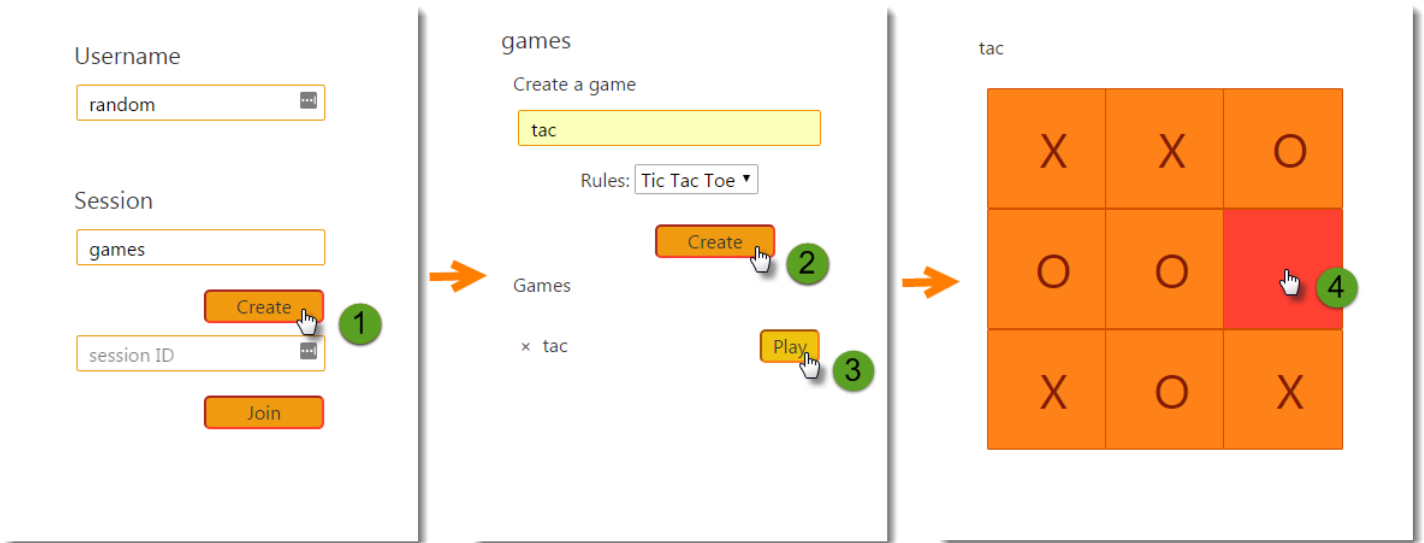 Username
random
Session
games
Create
1
session ID
Join
games
Create a game
tac
Rules: Tic Tac Toe
Create
2
Games
× tac Play
3
tac
X X O
O O
4
X O X